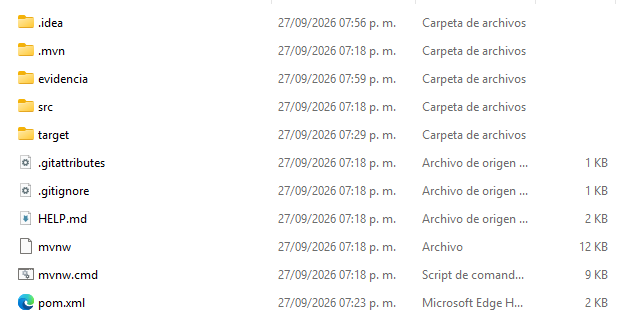 .idea 27/09/2026 07:56 p. m. Carpeta de archivos
.mvn 27/09/2026 07:18 p. m. Carpeta de archivos
evidencia 27/09/2026 07:59 p. m. Carpeta de archivos
src 27/09/2026 07:18 p. m. Carpeta de archivos
target 27/09/2026 07:29 p. m. Carpeta de archivos
.gitattributes 27/09/2026 07:18 p. m. Archivo de origen ... 1 KB
.gitignore 27/09/2026 07:18 p. m. Archivo de origen ... 1 KB
HELP.md 27/09/2026 07:18 p. m. Archivo de origen ... 2 KB
mvnw 27/09/2026 07:18 p. m. Archivo 12 KB
mvnw.cmd 27/09/2026 07:18 p. m. Script de comand... 9 KB
pom.xml 27/09/2026 07:23 p. m. Microsoft Edge H... 2 KB